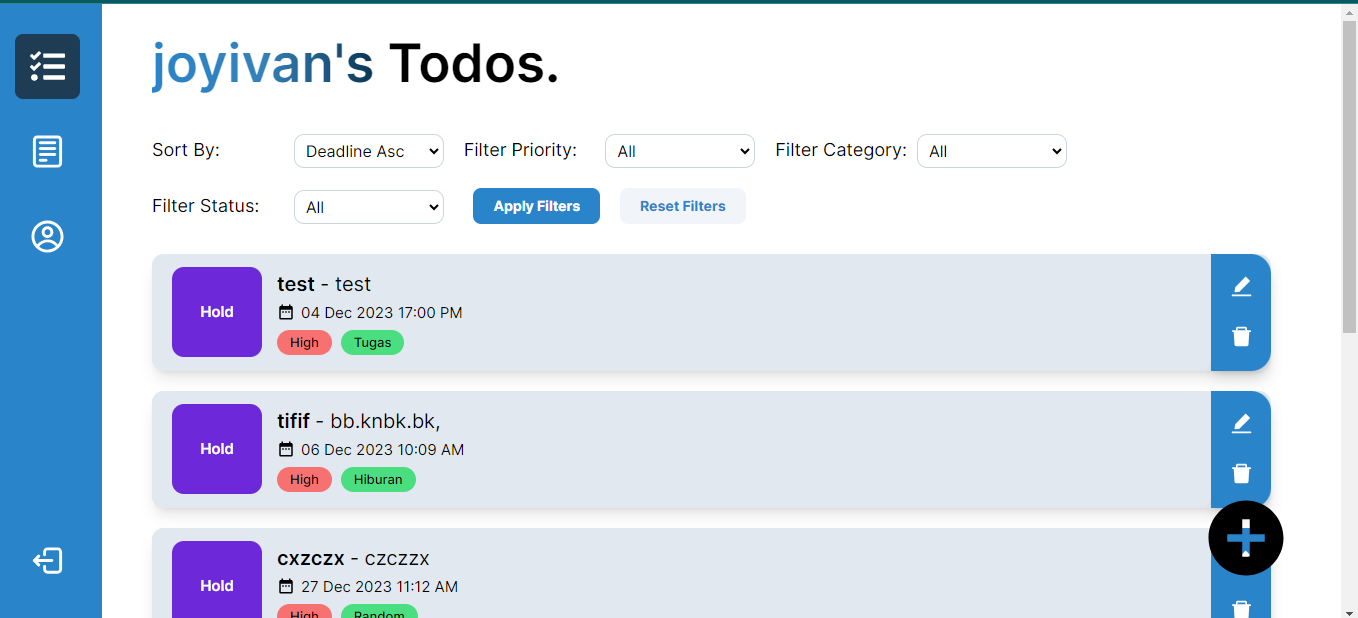 joyivan's Todos.
Sort By: Deadline Asc Filter Priority: All Filter Category: All
Filter Status: All Apply Filters Reset Filters
Hold
test - test
04 Dec 2023 17:00 PM
High Tugas
Hold
tifif - bb.knbk.bk,
06 Dec 2023 10:09 AM
High Hiburan
Hold
cxzczx - czczzx
27 Dec 2023 11:12 AM
High Random